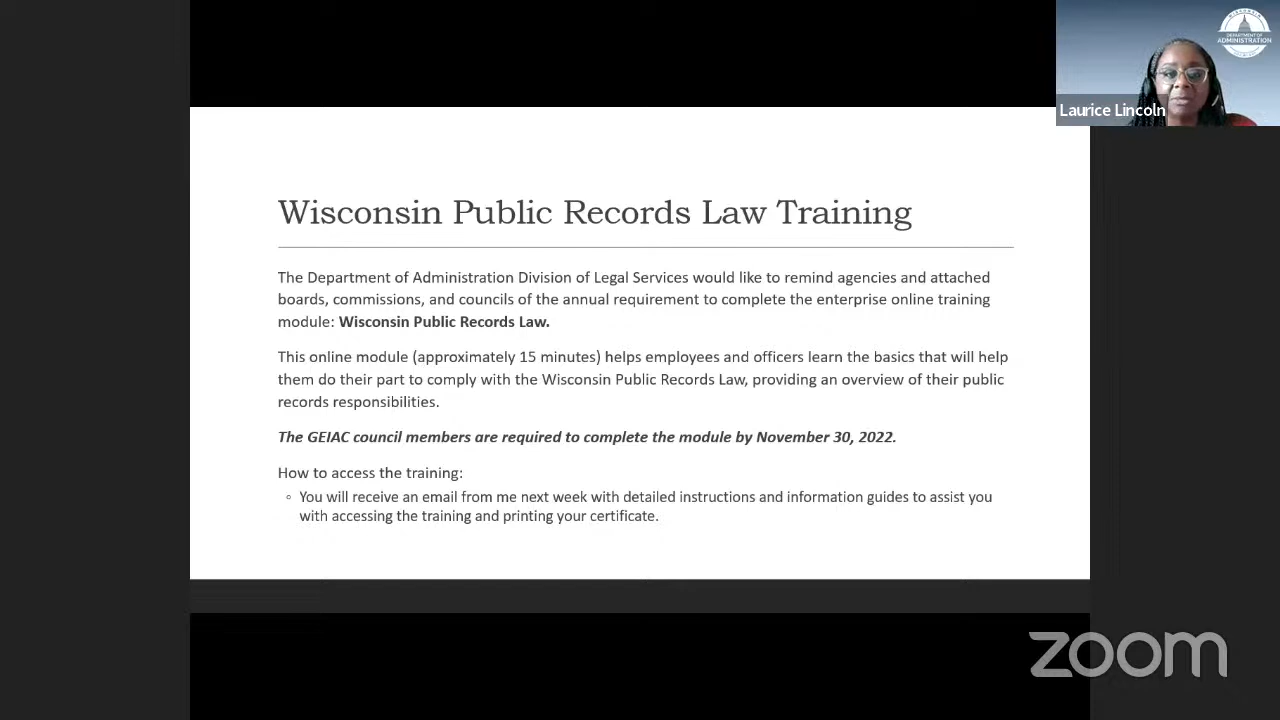 WISCONSIN
DEPARTMENT OF
ADMINISTRATION
Laurice Lincoln
Wisconsin Public Records Law Training
The Department of Administration Division of Legal Services would like to remind agencies and attached
boards, commissions, and councils of the annual requirement to complete the enterprise online training
module: Wisconsin Public Records Law.
This online module (approximately 15 minutes) helps employees and officers learn the basics that will help
them do their part to comply with the Wisconsin Public Records Law, providing an overview of their public
records responsibilities.
The GEIAC council members are required to complete the module by November 30, 2022.
How to access the training:
◦ You will receive an email from me next week with detailed instructions and information guides to assist you
with accessing the training and printing your certificate.
zoom